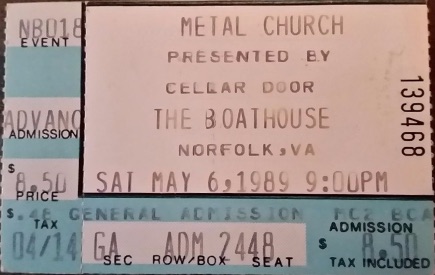 NB018
EVENT
ADVANC
ADMISSION
$
8.50
PRICE
$.48
TAX
04/14
METAL CHURCH
PRESENTED BY
CELLAR DOOR
THE BOATHOUSE
NORFOLK,VA
SAT MAY 6,1989 9:00PM
139468
GENERAL ADMISSION
GA ADM 2448
SEC ROW/BOX SEAT
ADMISSION
$ 8.50
TAX INCLUDED